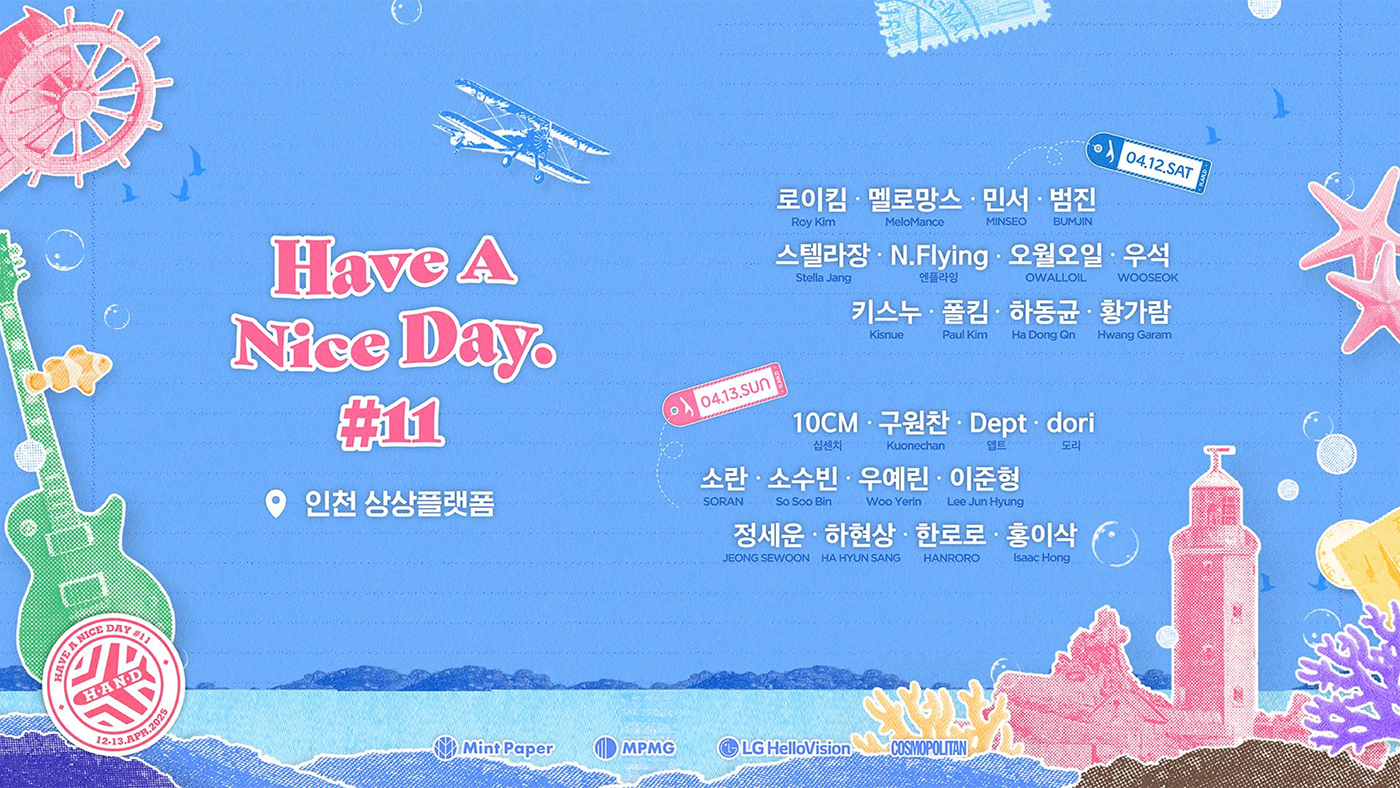 Have A
Nice Day.
#11
인천 상상플랫폼
04.12.SAT
로이킴 · 멜로망스 · 민서 · 범진
Roy Kim MeloMance MINSEO BUMJIN
스텔라장 · N.Flying · 오월오일 · 우석
Stella Jang 엔플라잉 OWALLOIL WOOSEOK
키스누 · 폴킴 · 하동균 · 황가람
Kisnue Paul Kim Ha Dong Qn Hwang Garam
04.13.SUN
10CM · 구원찬 · Dept · dori
십센치 Kuonechan 뎁트 도리
소란 · 소수빈 · 우예린 · 이준형
SORAN So Soo Bin Woo Yerin Lee Jun Hyung
정세운 · 하현상 · 한로로 · 홍이삭
JEONG SEWOON HA HYUN SANG HANRORO Isaac Hong
HAVE A NICE DAY #11
H·A·N·D
12-13.APR.2025
Mint Paper MPMG LG HelloVision COSMOPOLITAN